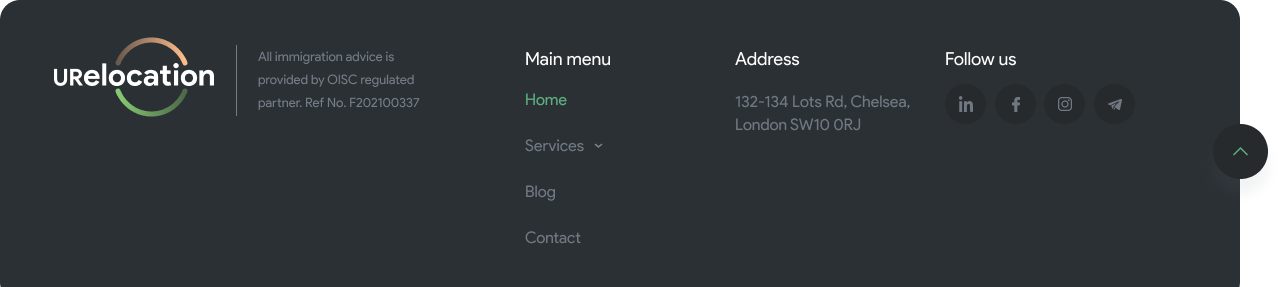 URelocation
All immigration advice is
provided by OISC regulated
partner. Ref No. F202100337
Main menu
Home
Services
Blog
Contact
Address
132-134 Lots Rd, Chelsea,
London SW10 0RJ
Follow us
in
f